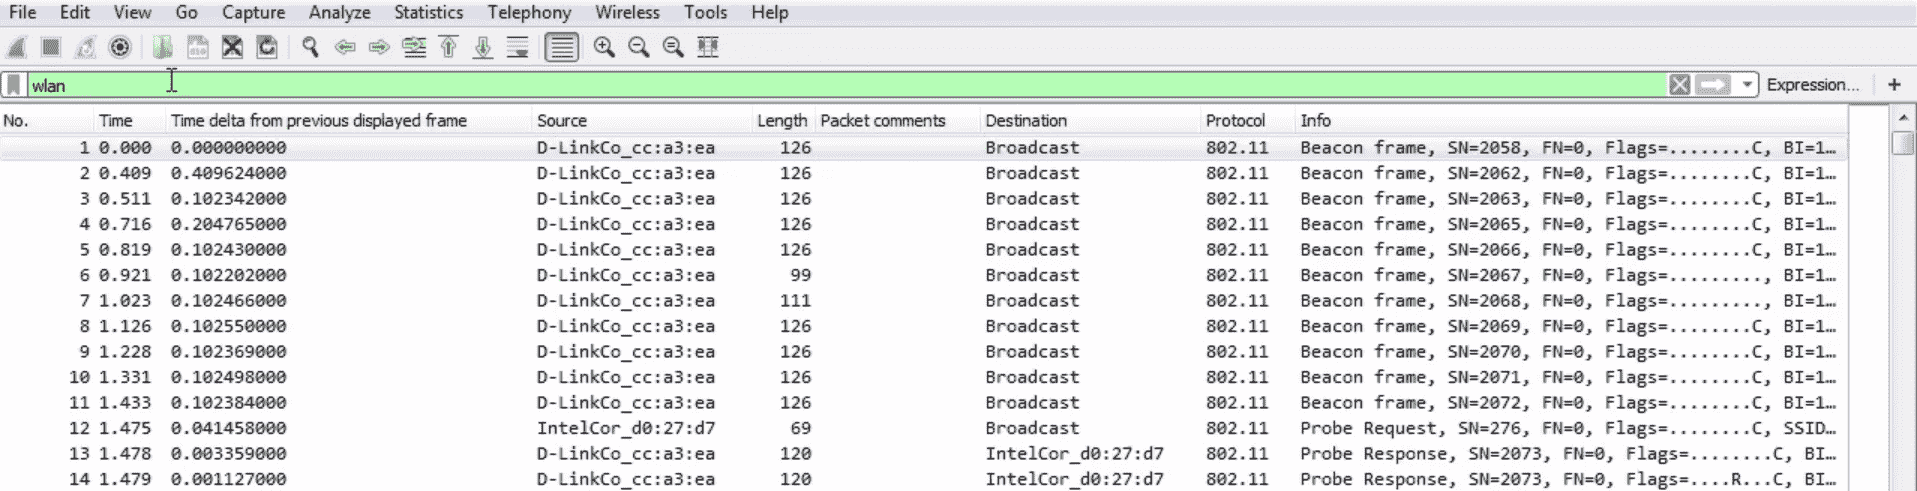 File Edit View Go Capture Analyze Statistics Telephony Wireless Tools Help
wlan Expression... +
No. Time Time delta from previous displayed frame Source Length Packet comments Destination Protocol Info
1 0.000 0.000000000 D-LinkCo_cc:a3:ea 126 Broadcast 802.11 Beacon frame, SN=2058, FN=0, Flags=........C, BI=1…
2 0.409 0.409624000 D-LinkCo_cc:a3:ea 126 Broadcast 802.11 Beacon frame, SN=2062, FN=0, Flags=........C, BI=1…
3 0.511 0.102342000 D-LinkCo_cc:a3:ea 126 Broadcast 802.11 Beacon frame, SN=2063, FN=0, Flags=........C, BI=1…
4 0.716 0.204765000 D-LinkCo_cc:a3:ea 126 Broadcast 802.11 Beacon frame, SN=2065, FN=0, Flags=........C, BI=1…
5 0.819 0.102430000 D-LinkCo_cc:a3:ea 126 Broadcast 802.11 Beacon frame, SN=2066, FN=0, Flags=........C, BI=1…
6 0.921 0.102202000 D-LinkCo_cc:a3:ea 99 Broadcast 802.11 Beacon frame, SN=2067, FN=0, Flags=........, BI=1…
7 1.023 0.102466000 D-LinkCo_cc:a3:ea 111 Broadcast 802.11 Beacon frame, SN=2068, FN=0, Flags=........, BI=1…
8 1.126 0.102550000 D-LinkCo_cc:a3:ea 126 Broadcast 802.11 Beacon frame, SN=2069, FN=0, Flags=........C, BI=1…
9 1.228 0.102369000 D-LinkCo_cc:a3:ea 126 Broadcast 802.11 Beacon frame, SN=2070, FN=0, Flags=........C, BI=1…
10 1.331 0.102498000 D-LinkCo_cc:a3:ea 126 Broadcast 802.11 Beacon frame, SN=2071, FN=0, Flags=........C, BI=1…
11 1.433 0.102384000 D-LinkCo_cc:a3:ea 126 Broadcast 802.11 Beacon frame, SN=2072, FN=0, Flags=........C, BI=1…
12 1.475 0.041458000 IntelCor_d0:27:d7 69 Broadcast 802.11 Probe Request, SN=276, FN=0, Flags=........C, SSID…
13 1.478 0.003359000 D-LinkCo_cc:a3:ea 120 IntelCor_d0:27:d7 802.11 Probe Response, SN=2073, FN=0, Flags=........C, BI…
14 1.479 0.001127000 D-LinkCo_cc:a3:ea 120 IntelCor_d0:27:d7 802.11 Probe Response, SN=2073, FN=0, Flags=....R...C, BI…